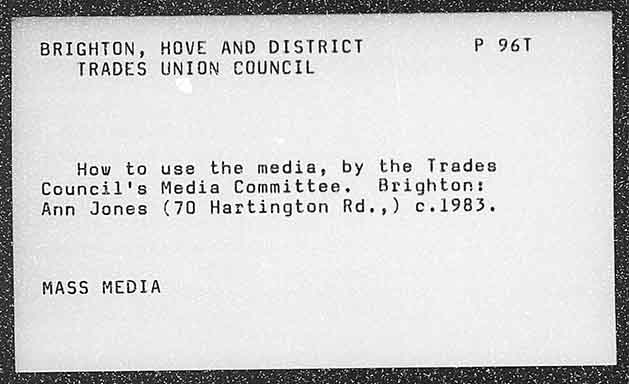 BRIGHTON, HOVE AND DISTRICT P 96T
TRADES UNION COUNCIL
How to use the media, by the Trades
Council's Media Committee. Brighton:
Ann Jones (70 Hartington Rd.,) c.1983.
MASS MEDIA